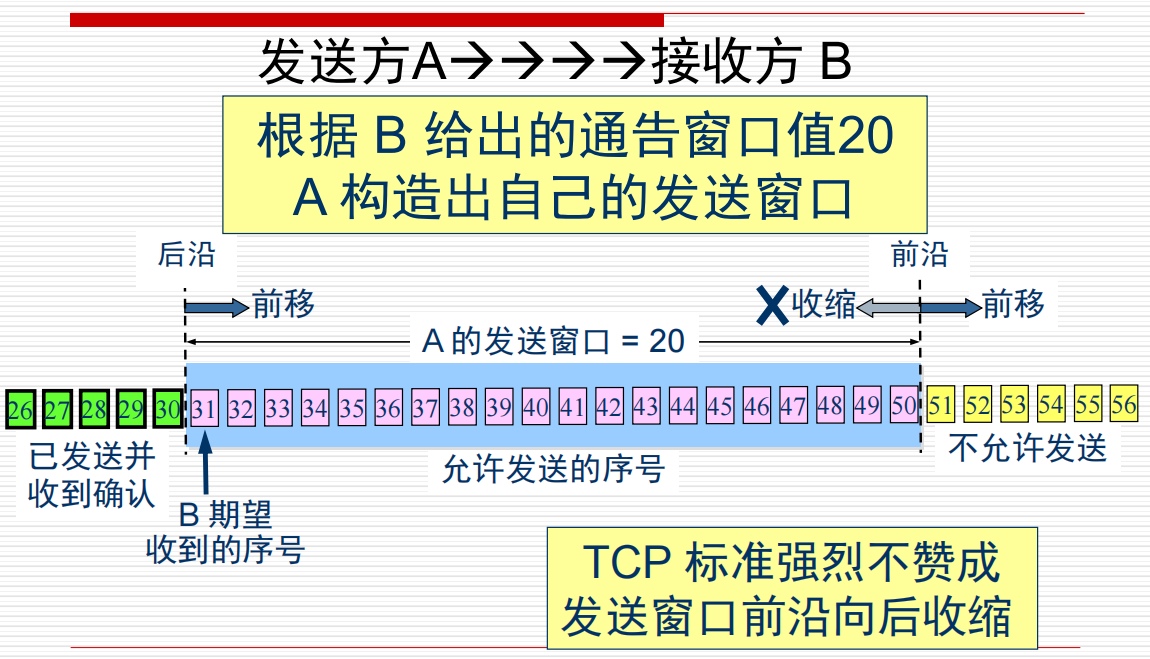 发送方A→→→→接收方 B
根据 B 给出的通告窗口值20
A 构造出自己的发送窗口
后沿
前沿
前移
收缩
前移
A 的发送窗口 = 20
26 27 28 29 30 31 32 33 34 35 36 37 38 39 40 41 42 43 44 45 46 47 48 49 50 51 52 53 54 55 56
已发送并
收到确认
允许发送的序号
不允许发送
B 期望
收到的序号
TCP 标准强烈不赞成
发送窗口前沿向后收缩